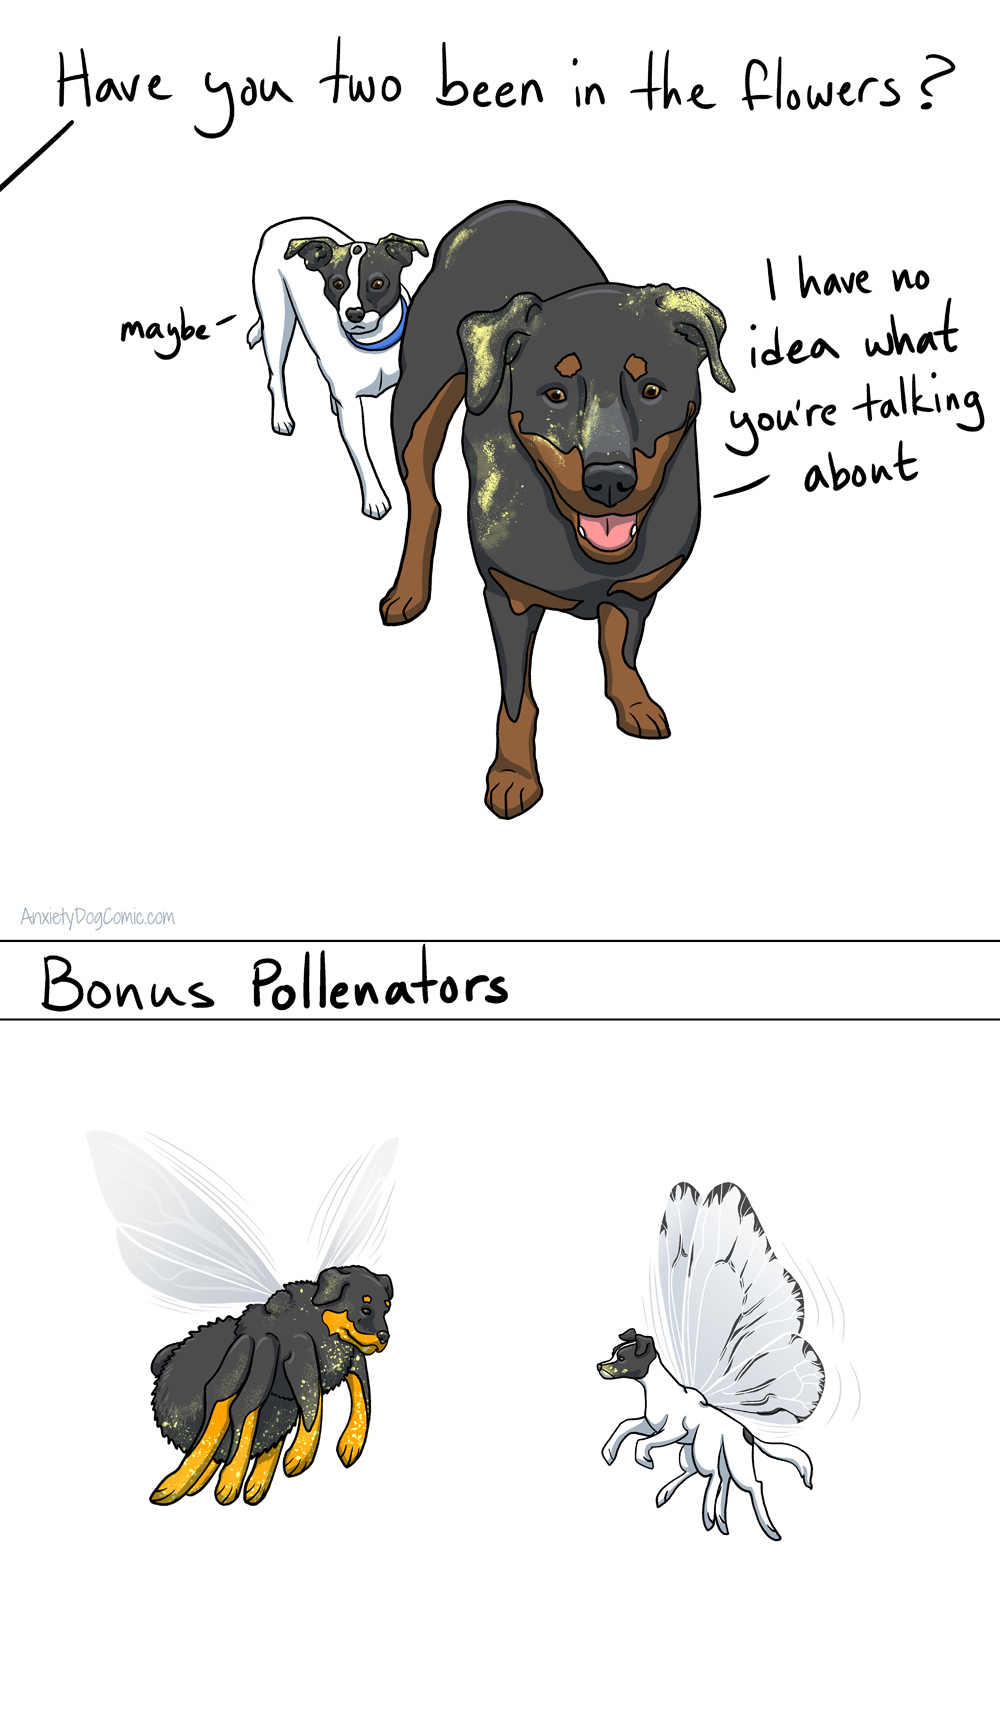 Have you two been in the flowers?
maybe
I have no
idea what
you're talking
about
AnxietyDogComic.com
Bonus Pollenators